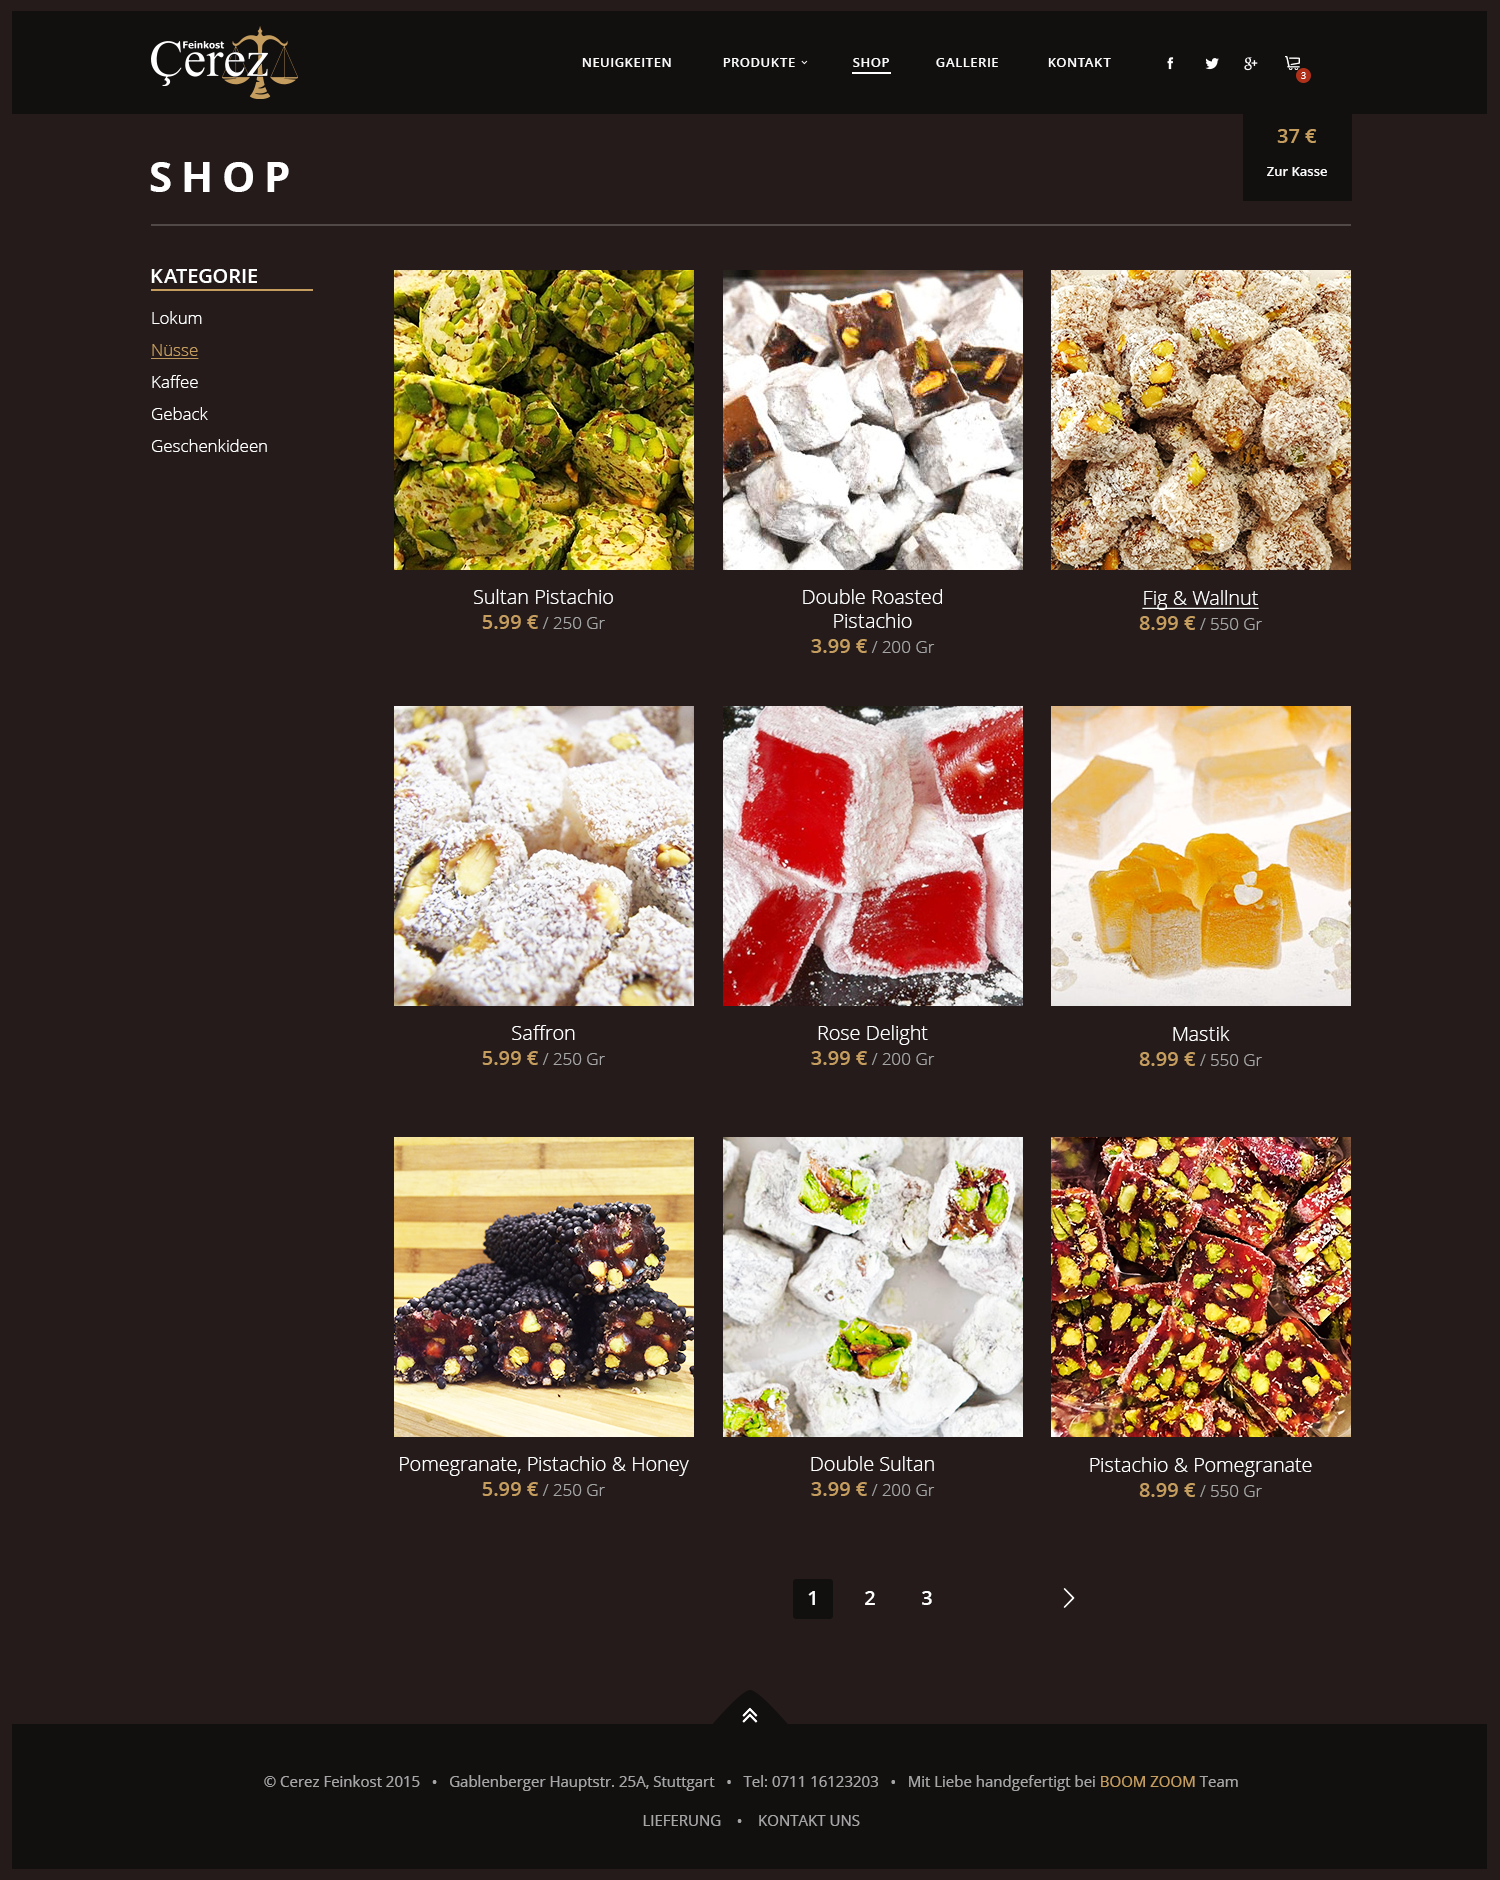 Feinkost
Çerez
NEUIGKEITEN
PRODUKTE
SHOP
GALLERIE
KONTAKT
3
37 €
Zur Kasse
SHOP
KATEGORIE
Lokum
Nüsse
Kaffee
Geback
Geschenkideen
Sultan Pistachio
5.99 € / 250 Gr
Double Roasted
Pistachio
3.99 € / 200 Gr
Fig & Wallnut
8.99 € / 550 Gr
Saffron
5.99 € / 250 Gr
Rose Delight
3.99 € / 200 Gr
Mastik
8.99 € / 550 Gr
Pomegranate, Pistachio & Honey
5.99 € / 250 Gr
Double Sultan
3.99 € / 200 Gr
Pistachio & Pomegranate
8.99 € / 550 Gr
1 2 3
© Cerez Feinkost 2015 • Gablenberger Hauptstr. 25A, Stuttgart • Tel: 0711 16123203 • Mit Liebe handgefertigt bei BOOM ZOOM Team
LIEFERUNG • KONTAKT UNS